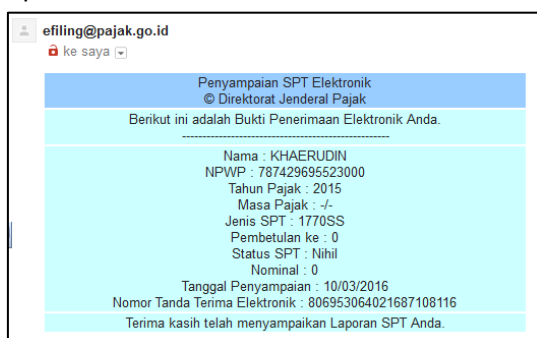 efiling@pajak.go.id
ke saya
Penyampaian SPT Elektronik
© Direktorat Jenderal Pajak
Berikut ini adalah Bukti Penerimaan Elektronik Anda.
---------------------------------------------------
Nama : KHAERUDIN
NPWP : 787429695523000
Tahun Pajak : 2015
Masa Pajak : -/-
Jenis SPT : 1770SS
Pembetulan ke : 0
Status SPT : Nihil
Nominal : 0
Tanggal Penyampaian : 10/03/2016
Nomor Tanda Terima Elektronik : 806953064021687108116
Terima kasih telah menyampaikan Laporan SPT Anda.